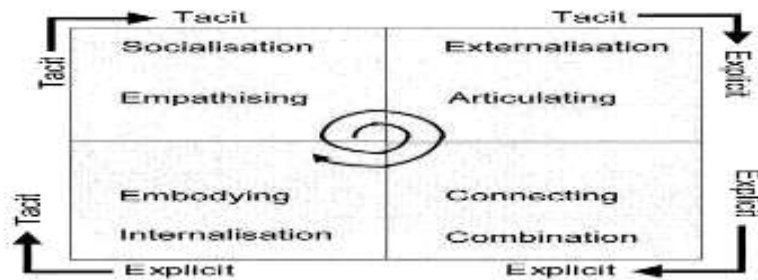 Tacit Tacit
Tacit Socialisation Externalisation Explicit
Empathising Articulating
Tacit Embodying Connecting Explicit
Internalisation Combination
Explicit Explicit